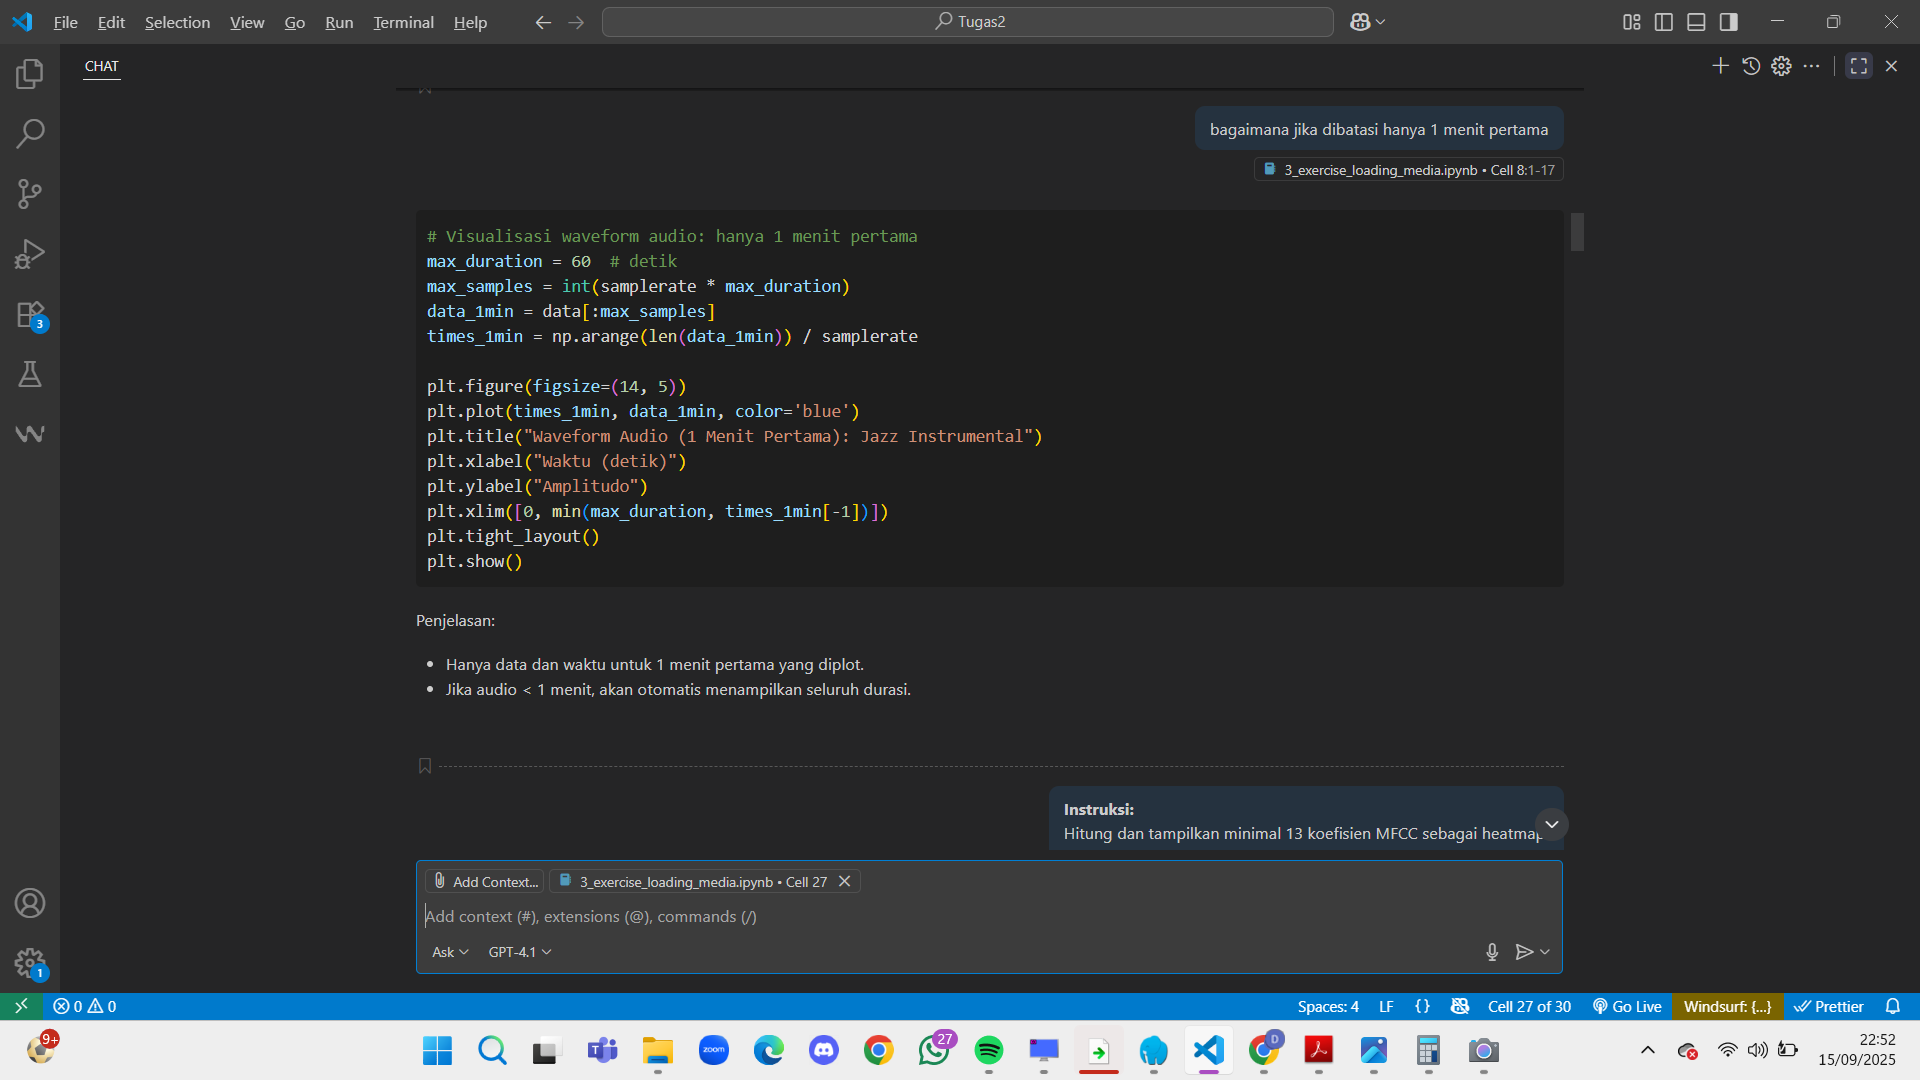 File Edit Selection View Go Run Terminal Help
Tugas2
CHAT
bagaimana jika dibatasi hanya 1 menit pertama
3_exercise_loading_media.ipynb • Cell 8:1-17
# Visualisasi waveform audio: hanya 1 menit pertama
max_duration = 60  # detik
max_samples = int(samplerate * max_duration)
data_1min = data[:max_samples]
times_1min = np.arange(len(data_1min)) / samplerate
plt.figure(figsize=(14, 5))
plt.plot(times_1min, data_1min, color='blue')
plt.title("Waveform Audio (1 Menit Pertama): Jazz Instrumental")
plt.xlabel("Waktu (detik)")
plt.ylabel("Amplitudo")
plt.xlim([0, min(max_duration, times_1min[-1])])
plt.tight_layout()
plt.show()
Penjelasan:
• Hanya data dan waktu untuk 1 menit pertama yang diplot.
• Jika audio < 1 menit, akan otomatis menampilkan seluruh durasi.
Instruksi:
Hitung dan tampilkan minimal 13 koefisien MFCC sebagai heatmap
Add Context... 3_exercise_loading_media.ipynb • Cell 27
Add context (#), extensions (@), commands (/)
Ask GPT-4.1
3
1
0 0 Spaces: 4 LF {} Cell 27 of 30 Go Live Windsurf: {...} Prettier
9+
zoom
27
D
22:52
15/09/2025